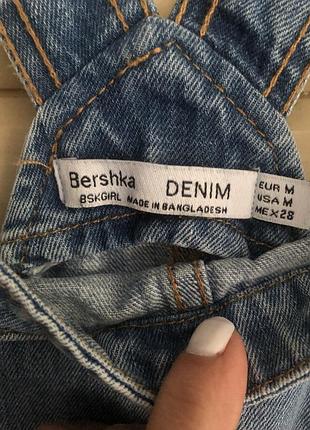 Bershka DENIM
BSKGIRL MADE IN BANGLADESH
EUR M
USA M
MEX 28